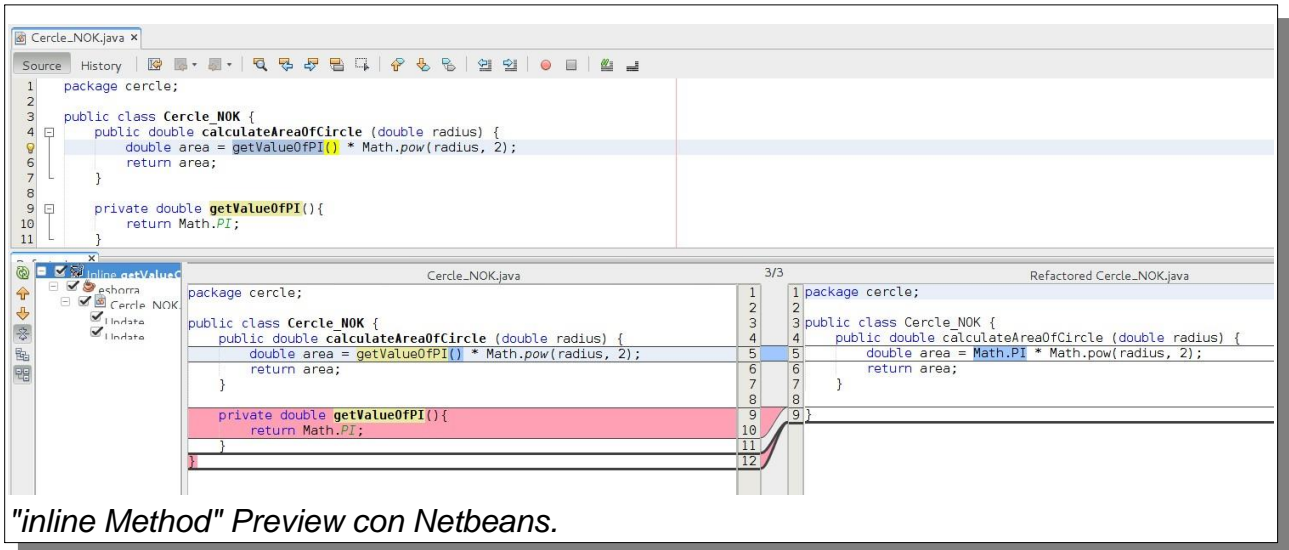 Cercle_NOK.java ×
Source History
1 package cercle;
2
3 public class Cercle_NOK {
4 public double calculateAreaOfCircle (double radius) {
double area = getValueOfPI() * Math.pow(radius, 2);
6 return area;
7 }
8
9 private double getValueOfPI(){
10 return Math.PI;
11 }
Inline getValueO
esborra
Cercle_NOK.
Update
Update
Cercle_NOK.java
3/3
Refactored Cercle_NOK.java
package cercle; 1
2
public class Cercle_NOK { 3
public double calculateAreaOfCircle (double radius) { 4
double area = getValueOfPI() * Math.pow(radius, 2); 5
return area; 6
} 7
8
private double getValueOfPI(){ 9
return Math.PI; 10
} 11
} 12
1 package cercle;
2
3 public class Cercle_NOK {
4 public double calculateAreaOfCircle (double radius) {
5 double area = Math.PI * Math.pow(radius, 2);
6 return area;
7 }
8
9 }
"inline Method" Preview con Netbeans.